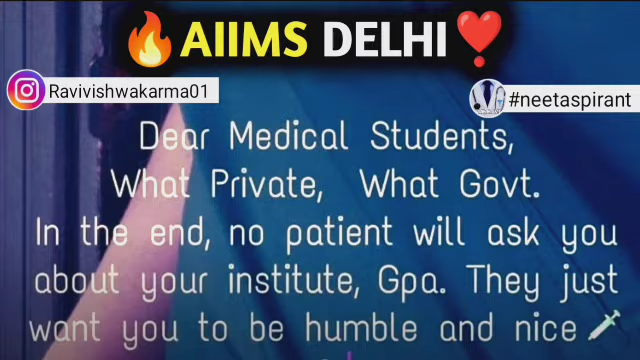 🔥AIIMS DELHI❣️
Ravivishwakarma01
#neetaspirant
Dear Medical Students,
What Private, What Govt.
In the end, no patient will ask you
about your institute, Gpa. They just
want you to be humble and nice💉